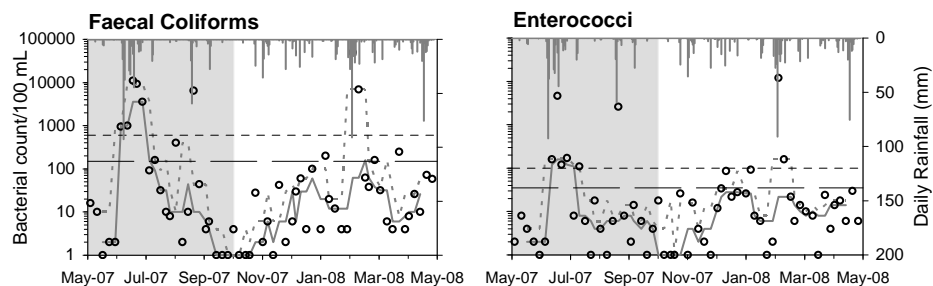 Faecal Coliforms
Enterococci
Bacterial count/100 mL
100000
10000
1000
100
10
1
May-07 Jul-07 Sep-07 Nov-07 Jan-08 Mar-08 May-08
May-07 Jul-07 Sep-07 Nov-07 Jan-08 Mar-08 May-08
0
50
100
150
200
Daily Rainfall (mm)